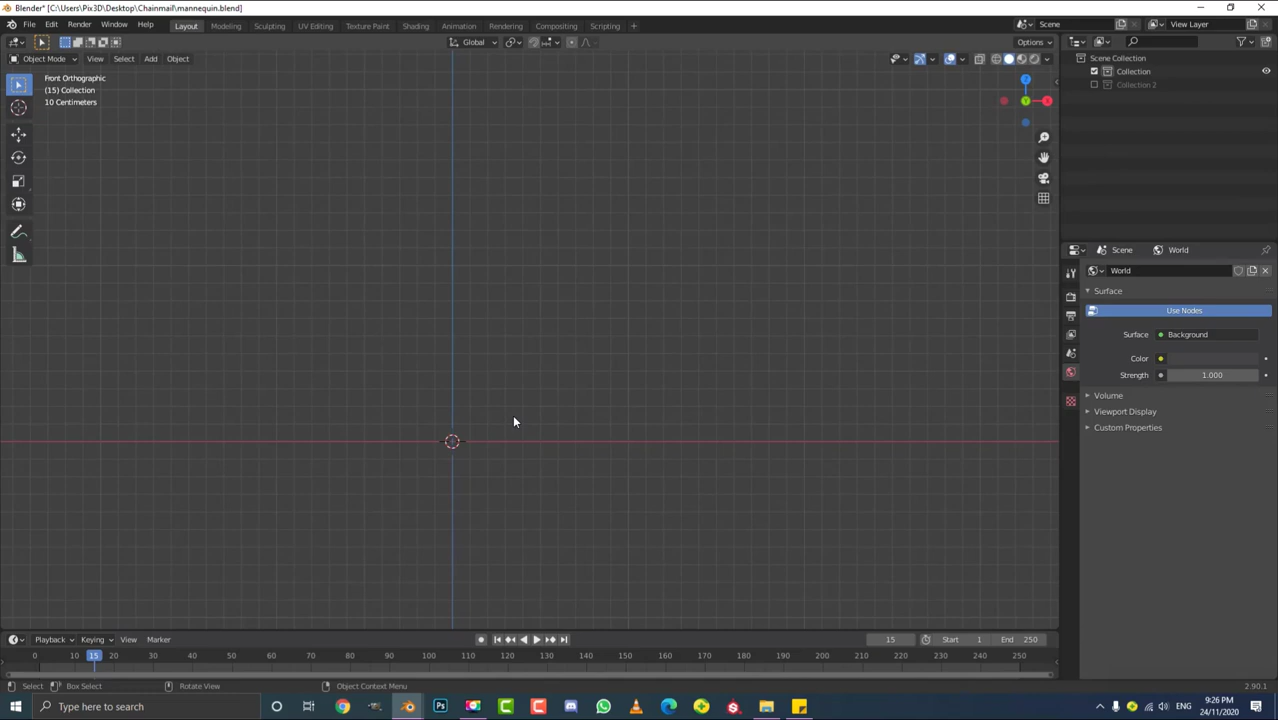 Blender* [C:\Users\Pix3D\Desktop\Chainmail\mannequin.blend]
File Edit Render Window Help Layout Modeling Sculpting UV Editing Texture Paint Shading Animation Rendering Compositing Scripting + Scene View Layer
Global Options
Object Mode View Select Add Object
Front Orthographic
(15) Collection
10 Centimeters
Z
Y
X
Scene Collection
Collection
Collection 2
Scene World
World
Surface
Use Nodes
Surface Background
Color
Strength 1.000
Volume
Viewport Display
Custom Properties
Playback Keying View Marker 15 Start 1 End 250
0 10 15 20 30 40 50 60 70 80 90 100 110 120 130 140 150 160 170 180 190 200 210 220 230 240 250
Select Box Select Rotate View Object Context Menu 2.90.1
Type here to search Ps ENG 9:26 PM
24/11/2020